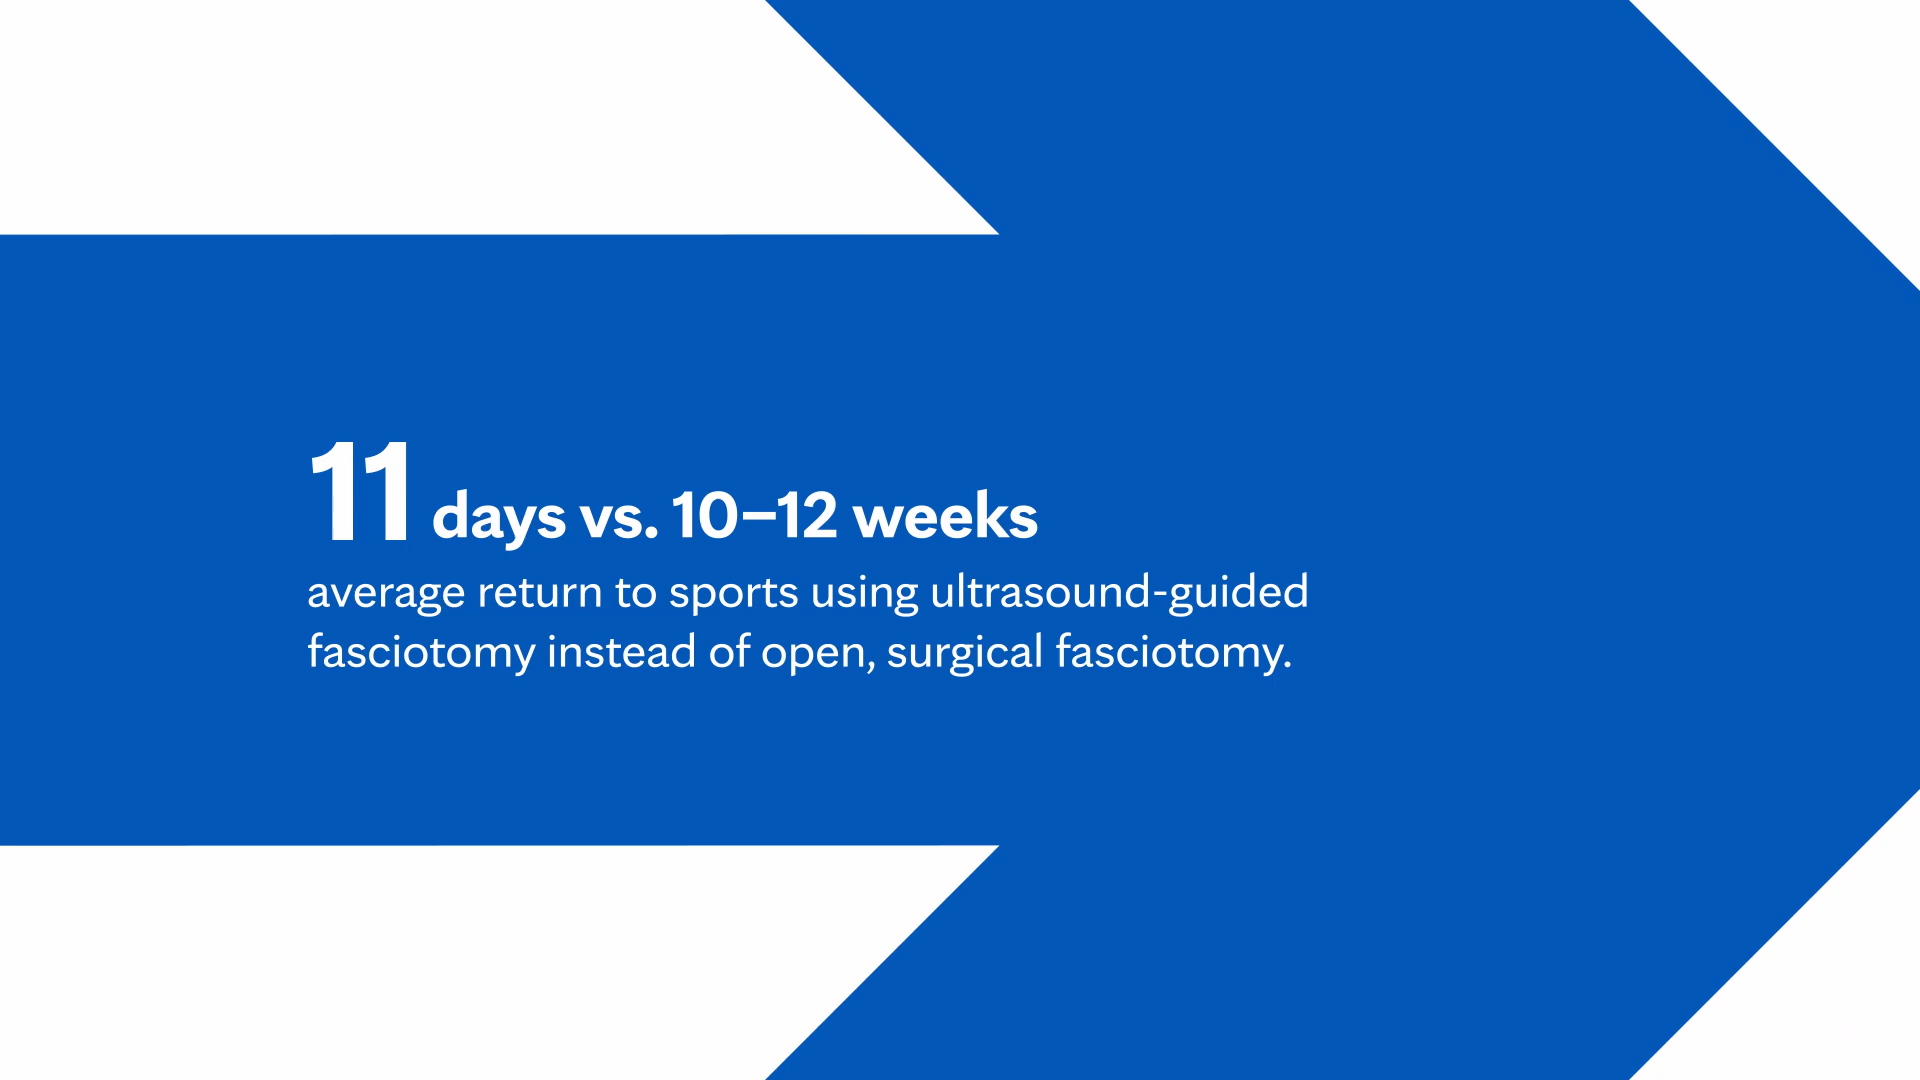 11 days vs. 10–12 weeks
average return to sports using ultrasound-guided
fasciotomy instead of open, surgical fasciotomy.